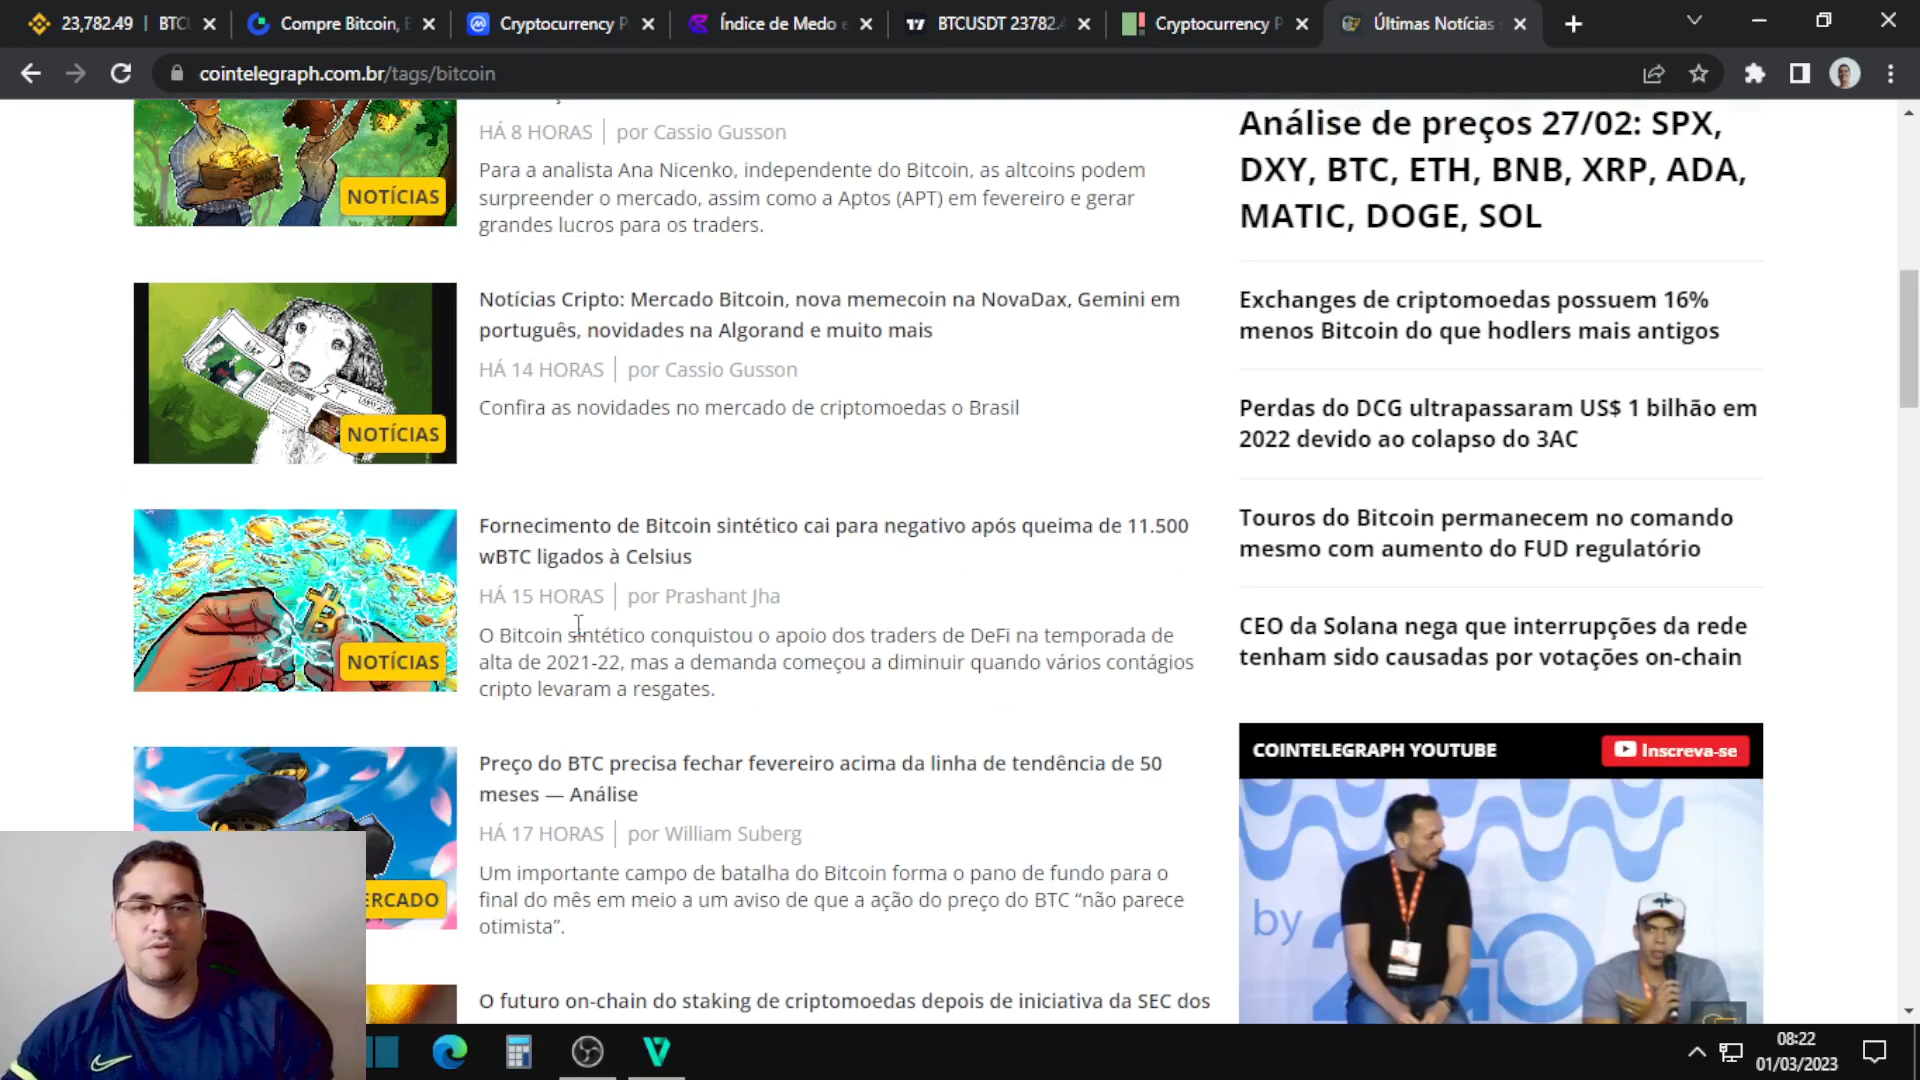 23,782.49 | BTCU
Compre Bitcoin, E
Cryptocurrency P
Índice de Medo e
BTCUSDT 23782.4
Cryptocurrency P
Últimas Notícias s
cointelegraph.com.br/tags/bitcoin
HÁ 8 HORAS | por Cassio Gusson
Para a analista Ana Nicenko, independente do Bitcoin, as altcoins podem
surpreender o mercado, assim como a Aptos (APT) em fevereiro e gerar
grandes lucros para os traders.
NOTÍCIAS
Notícias Cripto: Mercado Bitcoin, nova memecoin na NovaDax, Gemini em
português, novidades na Algorand e muito mais
HÁ 14 HORAS | por Cassio Gusson
Confira as novidades no mercado de criptomoedas o Brasil
NOTÍCIAS
Fornecimento de Bitcoin sintético cai para negativo após queima de 11.500
wBTC ligados à Celsius
HÁ 15 HORAS | por Prashant Jha
O Bitcoin sintético conquistou o apoio dos traders de DeFi na temporada de
alta de 2021-22, mas a demanda começou a diminuir quando vários contágios
cripto levaram a resgates.
NOTÍCIAS
Preço do BTC precisa fechar fevereiro acima da linha de tendência de 50
meses — Análise
HÁ 17 HORAS | por William Suberg
Um importante campo de batalha do Bitcoin forma o pano de fundo para o
final do mês em meio a um aviso de que a ação do preço do BTC “não parece
otimista”.
ERCADO
O futuro on-chain do staking de criptomoedas depois de iniciativa da SEC dos
Análise de preços 27/02: SPX,
DXY, BTC, ETH, BNB, XRP, ADA,
MATIC, DOGE, SOL
Exchanges de criptomoedas possuem 16%
menos Bitcoin do que hodlers mais antigos
Perdas do DCG ultrapassaram US$ 1 bilhão em
2022 devido ao colapso do 3AC
Touros do Bitcoin permanecem no comando
mesmo com aumento do FUD regulatório
CEO da Solana nega que interrupções da rede
tenham sido causadas por votações on-chain
COINTELEGRAPH YOUTUBE
Inscreva-se
by
08:22
01/03/2023